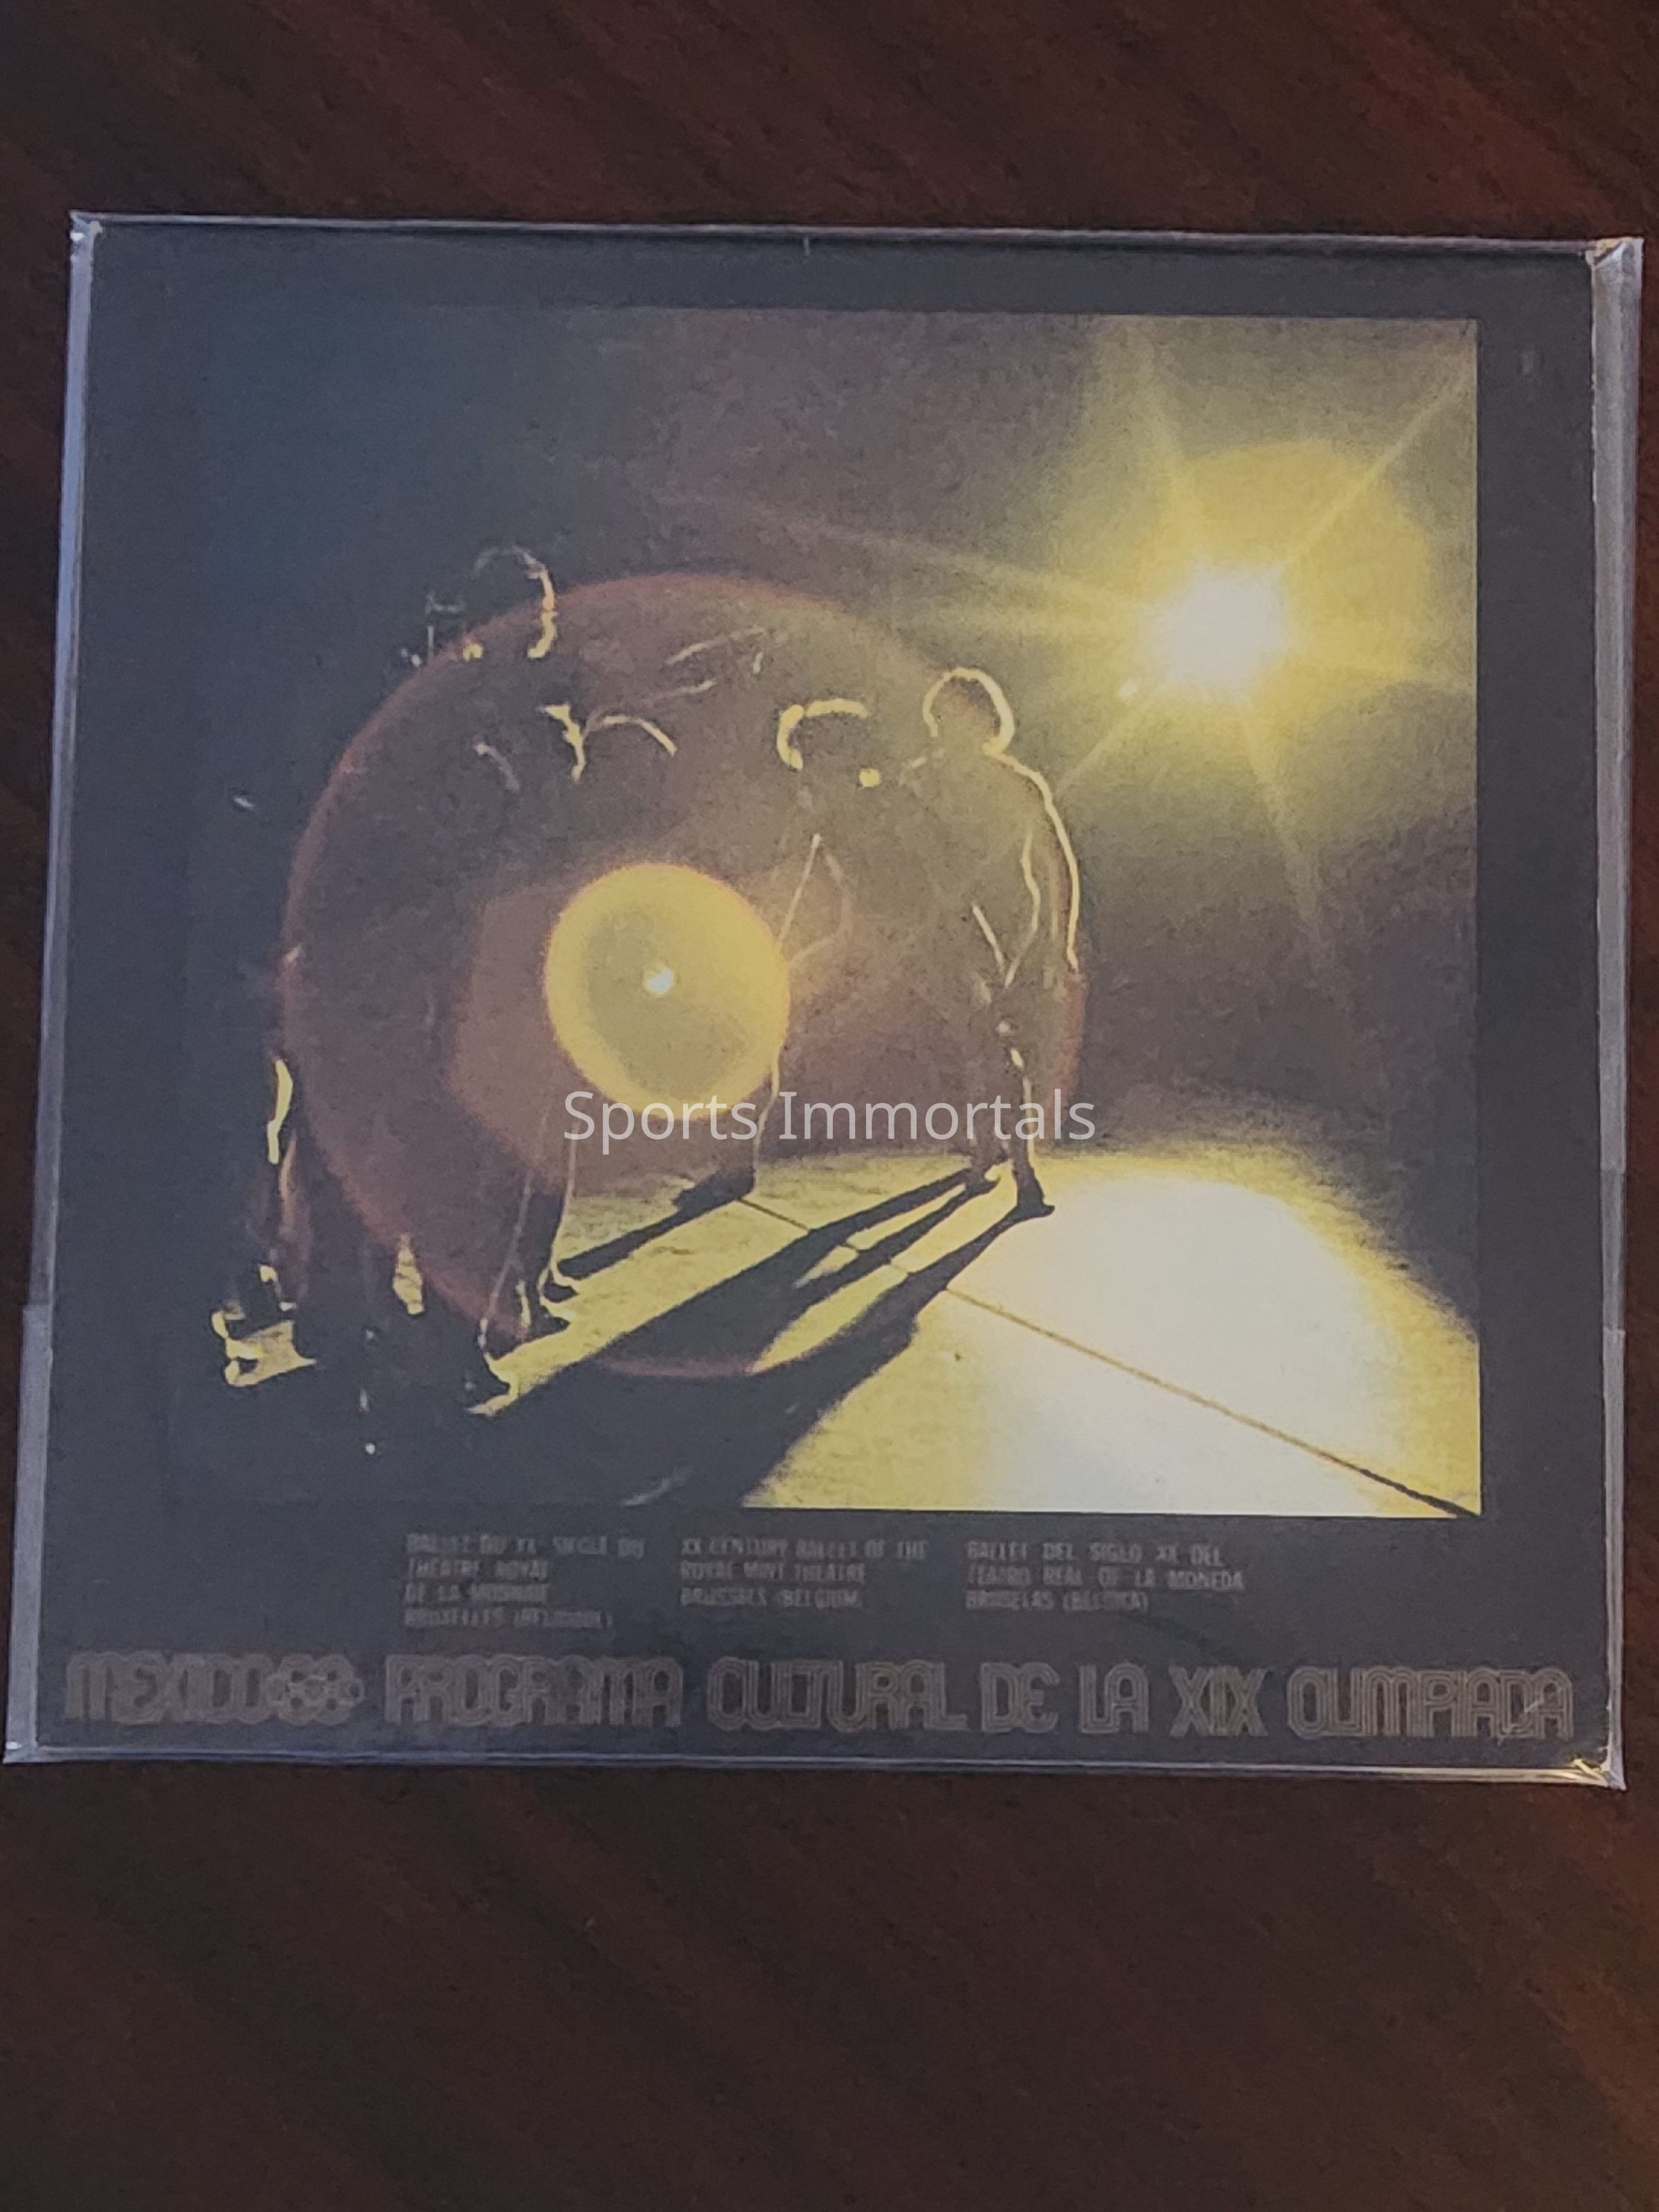 Sports Immortals
BALLET DU XX SIECLE DU
THEATRE ROYAL
DE LA MONNAIE
BRUXELLES (BELGIQUE)
XX CENTURY BALLET OF THE
ROYAL MINT THEATRE
BRUSSELS (BELGIUM)
BALLET DEL SIGLO XX DEL
TEATRO REAL DE LA MONEDA
BRUSELAS (BELGICA)
MEXICO68 PROGRAMA CULTURAL DE LA XIX OLIMPIADA